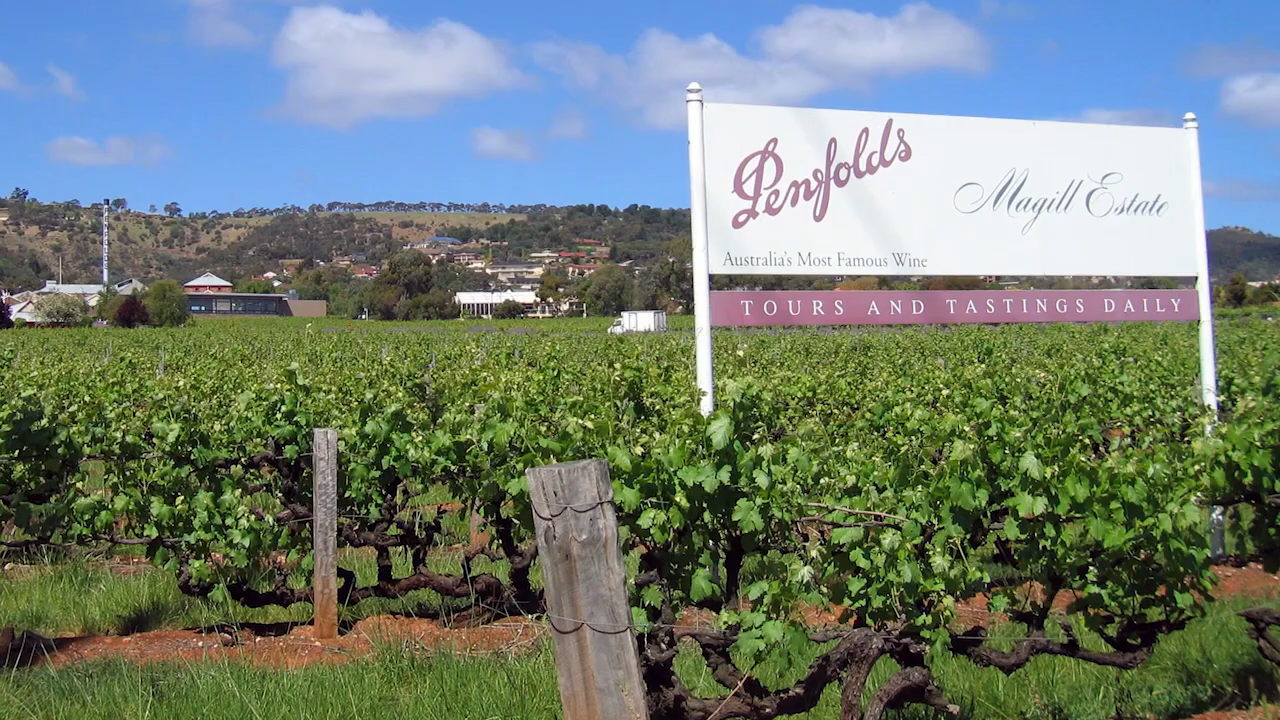 Penfolds
Magill Estate
Australia's Most Famous Wine
TOURS AND TASTINGS DAILY